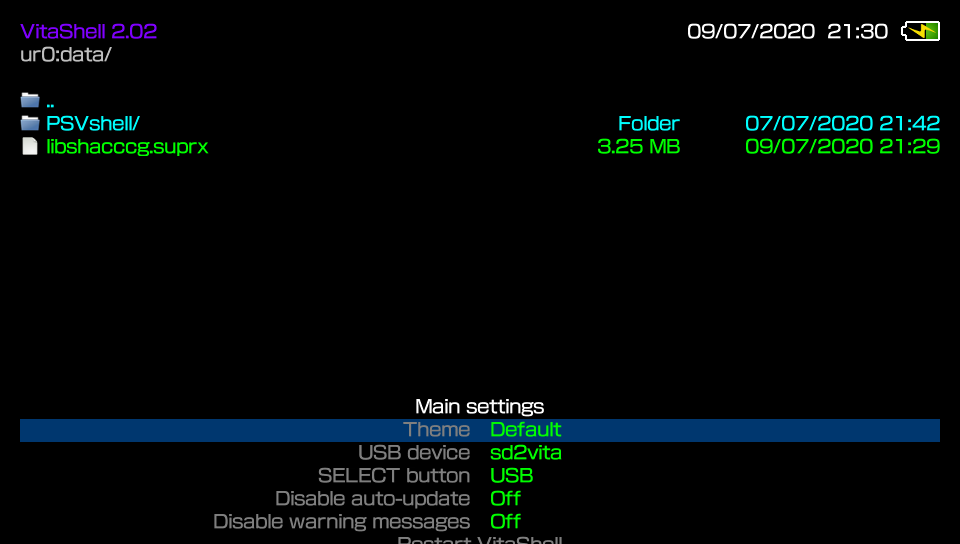 VitaShell 2.02 09/07/2020 21:30
ur0:data/
..
PSVshell/ Folder 07/07/2020 21:42
libshacccg.suprx 3.25 MB 09/07/2020 21:29
Main settings
Theme Default
USB device sd2vita
SELECT button USB
Disable auto-update Off
Disable warning messages Off
Restart VitaShell